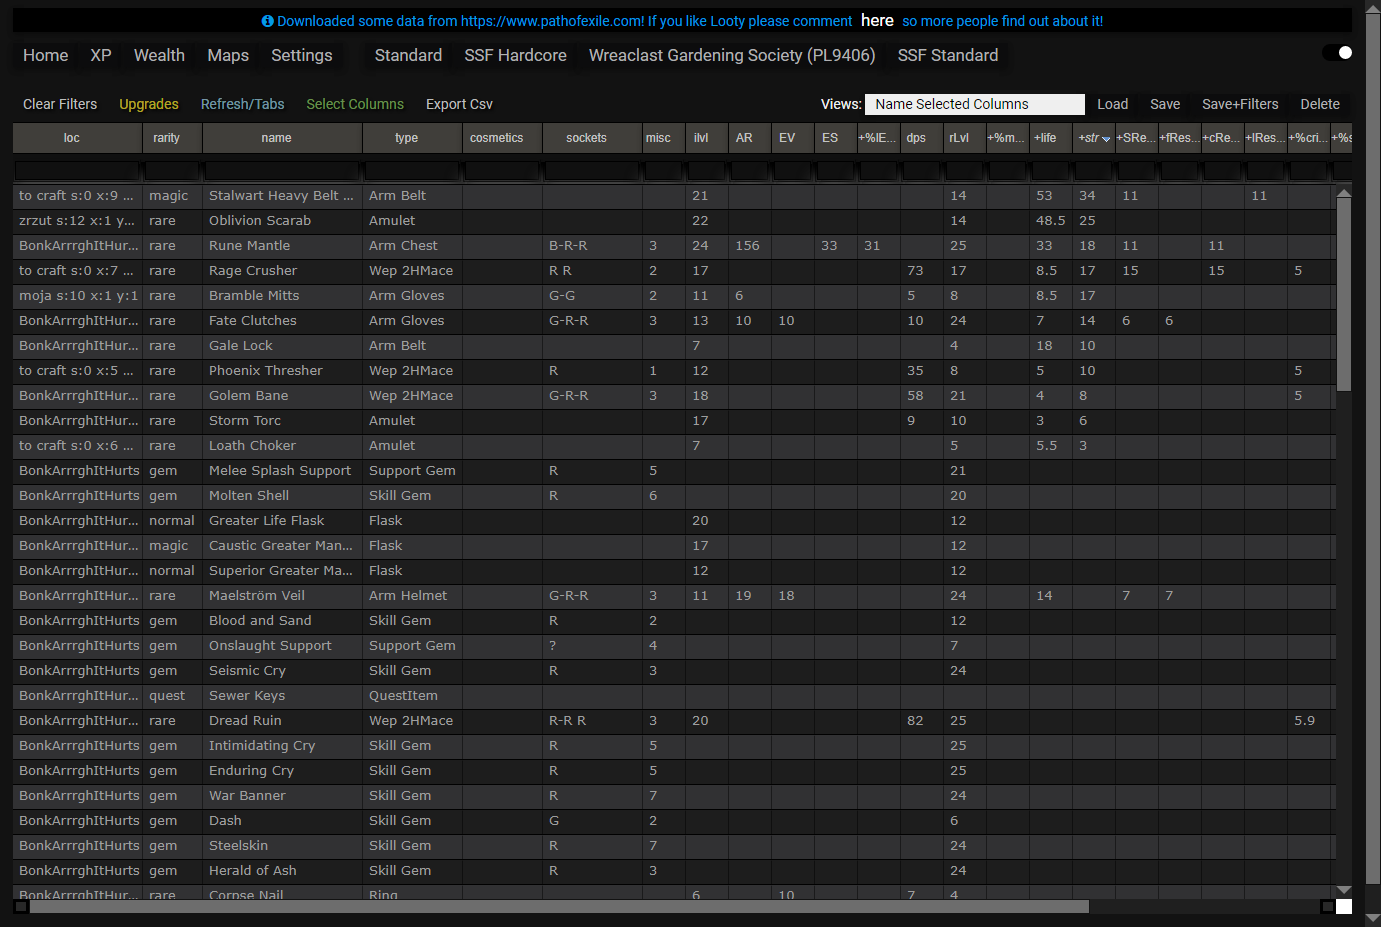 Downloaded some data from https://www.pathofexile.com! If you like Looty please comment here so more people find out about it!
Home XP Wealth Maps Settings Standard SSF Hardcore Wreaclast Gardening Society (PL9406) SSF Standard
Clear Filters Upgrades Refresh/Tabs Select Columns Export Csv Views: Name Selected Columns Load Save Save+Filters Delete
loc rarity name type cosmetics sockets misc ilvl AR EV ES +%IE... dps rLvl +%m... +life +str +SRe... +fRes... +cRe... +lRes... +%cri... +%s
to craft s:0 x:9 ... magic Stalwart Heavy Belt ... Arm Belt 21 14 53 34 11 11
zrzut s:12 x:1 y... rare Oblivion Scarab Amulet 22 14 48.5 25
BonkArrrghItHur... rare Rune Mantle Arm Chest B-R-R 3 24 156 33 31 25 33 18 11 11
to craft s:0 x:7 ... rare Rage Crusher Wep 2HMace R R 2 17 73 17 8.5 17 15 15 5
moja s:10 x:1 y:1 rare Bramble Mitts Arm Gloves G-G 2 11 6 5 8 8.5 17
BonkArrrghItHur... rare Fate Clutches Arm Gloves G-R-R 3 13 10 10 10 24 7 14 6 6
BonkArrrghItHur... rare Gale Lock Arm Belt 7 4 18 10
to craft s:0 x:5 ... rare Phoenix Thresher Wep 2HMace R 1 12 35 8 5 10 5
BonkArrrghItHur... rare Golem Bane Wep 2HMace G-R-R 3 18 58 21 4 8 5
BonkArrrghItHur... rare Storm Torc Amulet 17 9 10 3 6
to craft s:0 x:6 ... rare Loath Choker Amulet 7 5 5.5 3
BonkArrrghItHurts gem Melee Splash Support Support Gem R 5 21
BonkArrrghItHurts gem Molten Shell Skill Gem R 6 20
BonkArrrghItHur... normal Greater Life Flask Flask 20 12
BonkArrrghItHur... magic Caustic Greater Man... Flask 17 12
BonkArrrghItHur... normal Superior Greater Ma... Flask 12 12
BonkArrrghItHur... rare Maelström Veil Arm Helmet G-R-R 3 11 19 18 24 14 7 7
BonkArrrghItHurts gem Blood and Sand Skill Gem R 2 12
BonkArrrghItHurts gem Onslaught Support Support Gem ? 4 7
BonkArrrghItHurts gem Seismic Cry Skill Gem R 3 24
BonkArrrghItHur... quest Sewer Keys QuestItem
BonkArrrghItHur... rare Dread Ruin Wep 2HMace R-R R 3 20 82 25 5.9
BonkArrrghItHurts gem Intimidating Cry Skill Gem R 5 25
BonkArrrghItHurts gem Enduring Cry Skill Gem R 5 25
BonkArrrghItHurts gem War Banner Skill Gem R 7 24
BonkArrrghItHurts gem Dash Skill Gem G 2 6
BonkArrrghItHurts gem Steelskin Skill Gem R 7 24
BonkArrrghItHurts gem Herald of Ash Skill Gem R 3 24
BonkArrrghItHur... rare Corpse Nail Ring 6 10 7 4